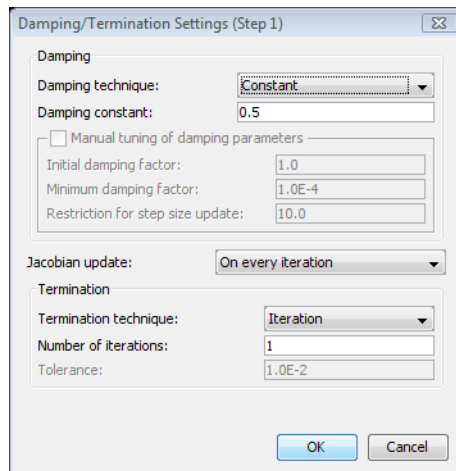 Damping/Termination Settings (Step 1)
Damping
Damping technique: Constant
Damping constant: 0.5
Manual tuning of damping parameters
Initial damping factor: 1.0
Minimum damping factor: 1.0E-4
Restriction for step size update: 10.0
Jacobian update: On every iteration
Termination
Termination technique: Iteration
Number of iterations: 1
Tolerance: 1.0E-2
OK Cancel